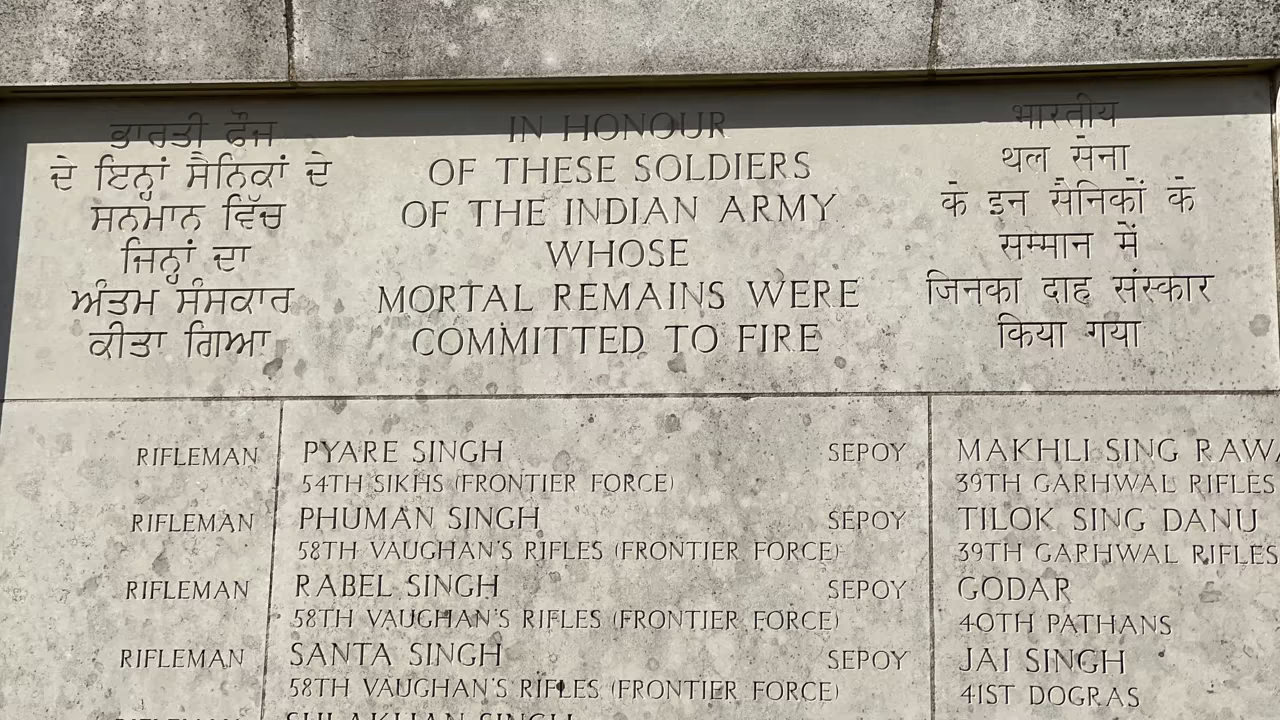 ਭਾਰਤੀ ਫੌਜ
ਦੇ ਇਨ੍ਹਾਂ ਸੈਨਿਕਾਂ ਦੇ
ਸਨਮਾਨ ਵਿੱਚ
ਜਿਨ੍ਹਾਂ ਦਾ
ਅੰਤਮ ਸੰਸਕਾਰ
ਕੀਤਾ ਗਿਆ
IN HONOUR
OF THESE SOLDIERS
OF THE INDIAN ARMY
WHOSE
MORTAL REMAINS WERE
COMMITTED TO FIRE
भारतीय
थल सेना
के इन सैनिकों के
सम्मान में
जिनका दाह संस्कार
किया गया
RIFLEMAN
RIFLEMAN
RIFLEMAN
RIFLEMAN
PYARE SINGH SEPOY
54TH SIKHS (FRONTIER FORCE)
PHUMAN SINGH SEPOY
58TH VAUGHAN'S RIFLES (FRONTIER FORCE)
RABEL SINGH SEPOY
58TH VAUGHAN'S RIFLES (FRONTIER FORCE)
SANTA SINGH SEPOY
58TH VAUGHAN'S RIFLES (FRONTIER FORCE)
MAKHLI SING
39TH GARHWAL RIFLES
TILOK SING DANU
39TH GARHWAL RIFLES
GODAR
40TH PATHANS
JAI SINGH
41ST DOGRAS